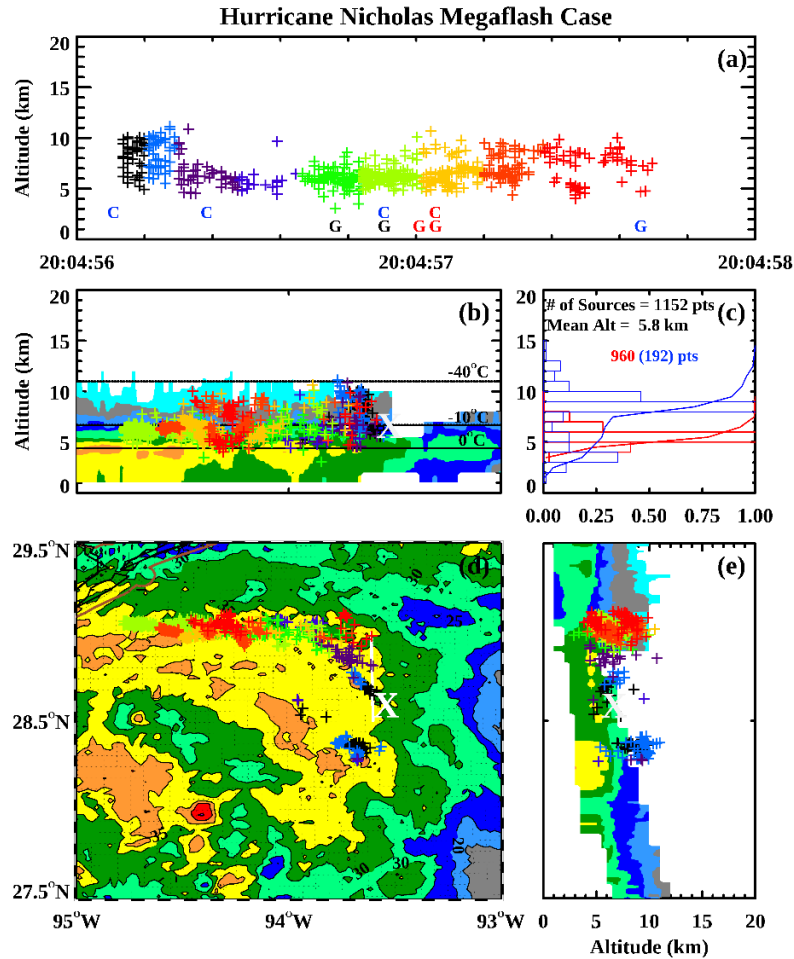 Hurricane Nicholas Megaflash Case
(a)
Altitude (km)
20
15
10
5
0
C C C C
G G G G G
20:04:56 20:04:57 20:04:58
(b)
Altitude (km)
20
15
10
5
0
-40°C
-10°C
0°C
X
(c)
# of Sources = 1152 pts
Mean Alt = 5.8 km
960 (192) pts
20
15
10
5
0
0.00 0.25 0.50 0.75 1.00
(d)
29.5°N
28.5°N
27.5°N
30
30
25
X
35
30
30
20
95°W 94°W 93°W
(e)
X
0 5 10 15 20
Altitude (km)